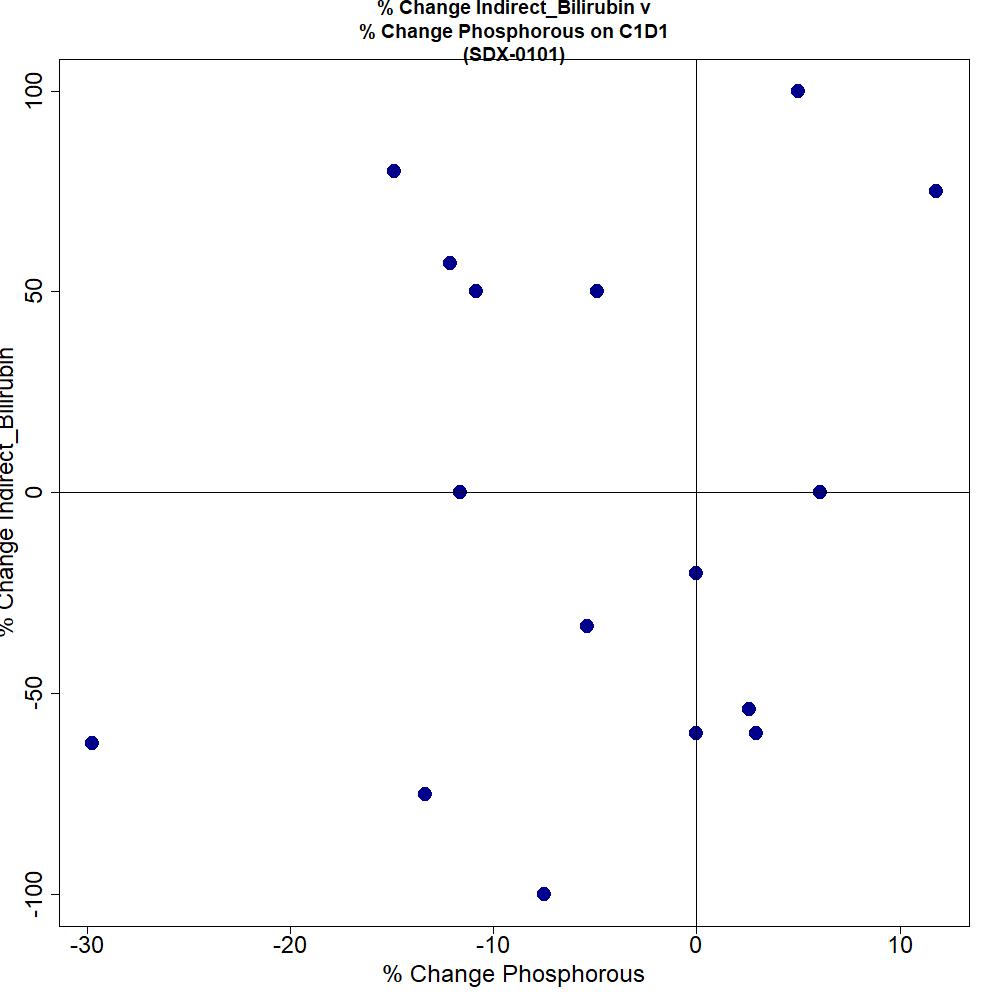 % Change Indirect_Bilirubin v
% Change Phosphorous on C1D1
(SDX-0101)
100
50
0
-50
-100
% Change Indirect_Bilirubin
-30
-20
-10
0
10
% Change Phosphorous